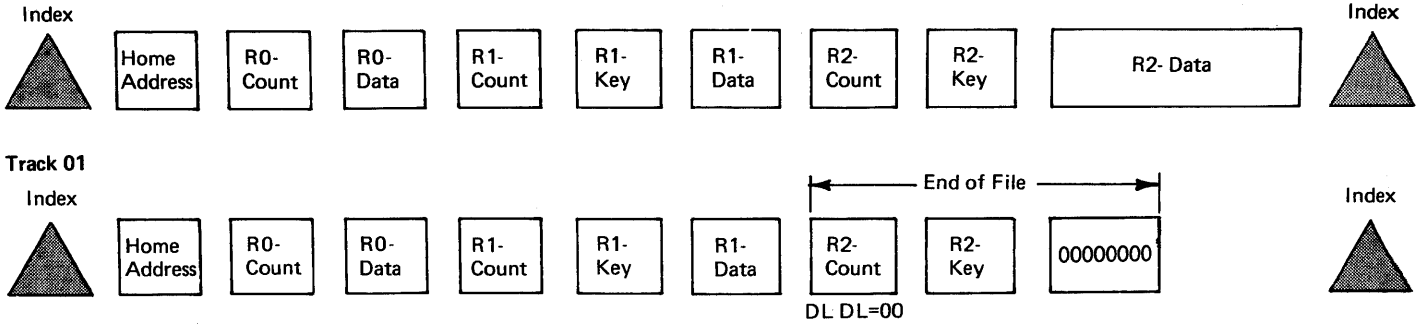 Index Index
Home Address R0- Count R0- Data R1- Count R1- Key R1- Data R2- Count R2- Key R2- Data
Track 01
Index End of File Index
Home Address R0- Count R0- Data R1- Count R1- Key R1- Data R2- Count R2- Key 00000000
DL DL=00